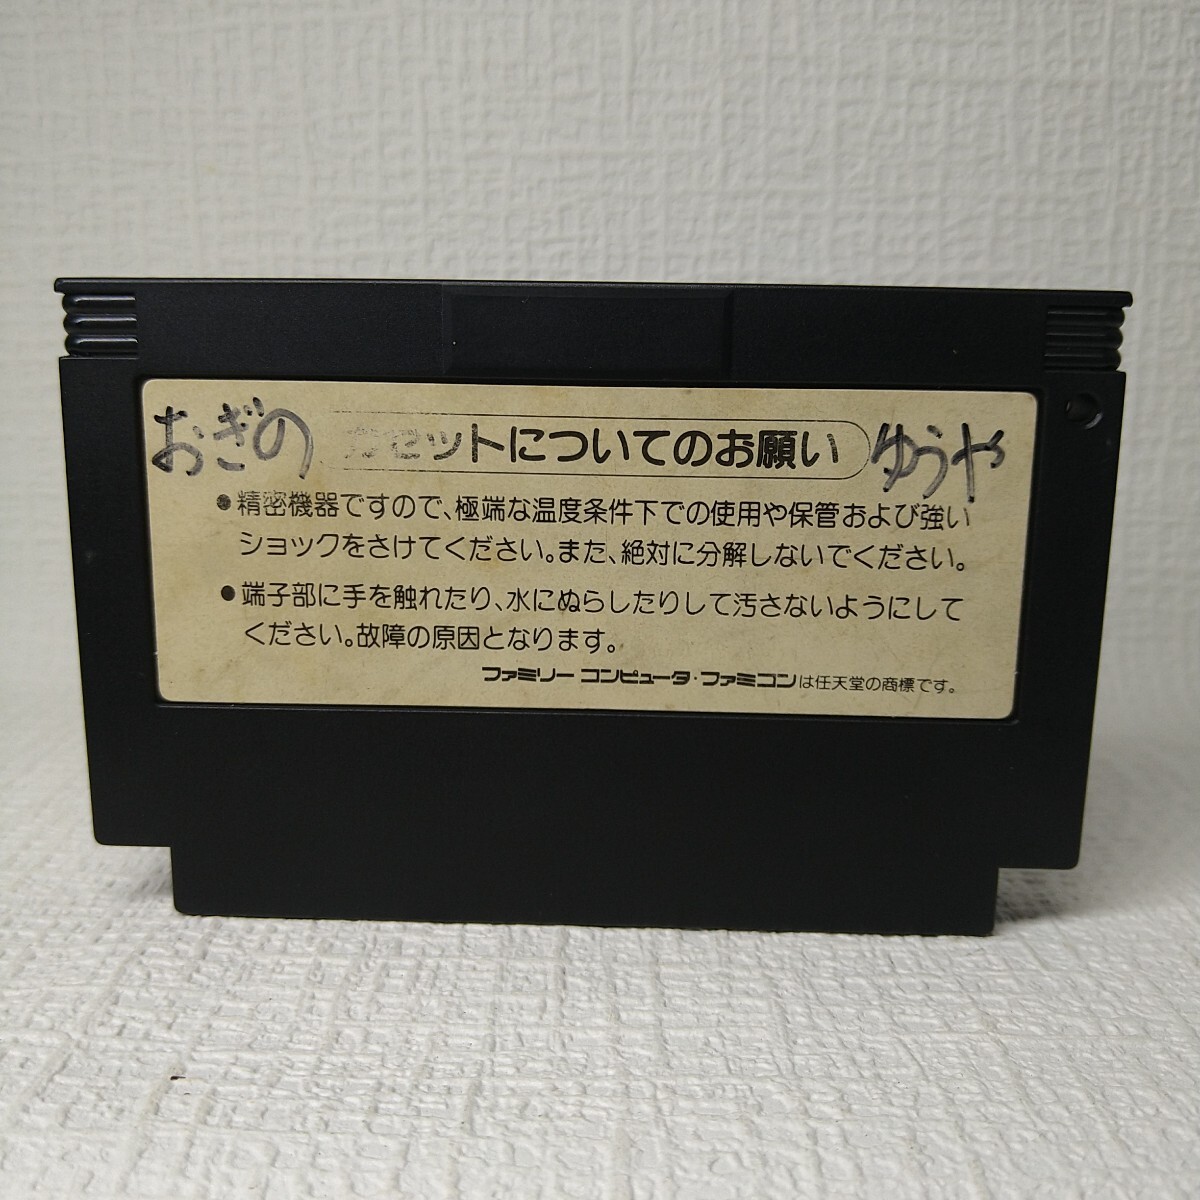 おぎの カセットについてのお願い ゆうや
●精密機器ですので、極端な温度条件下での使用や保管および強い
ショックをさけてください。また、絶対に分解しないでください。
●端子部に手を触れたり、水にぬらしたりして汚さないようにして
ください。故障の原因となります。
ファミリーコンピュータ・ファミコンは任天堂の商標です。